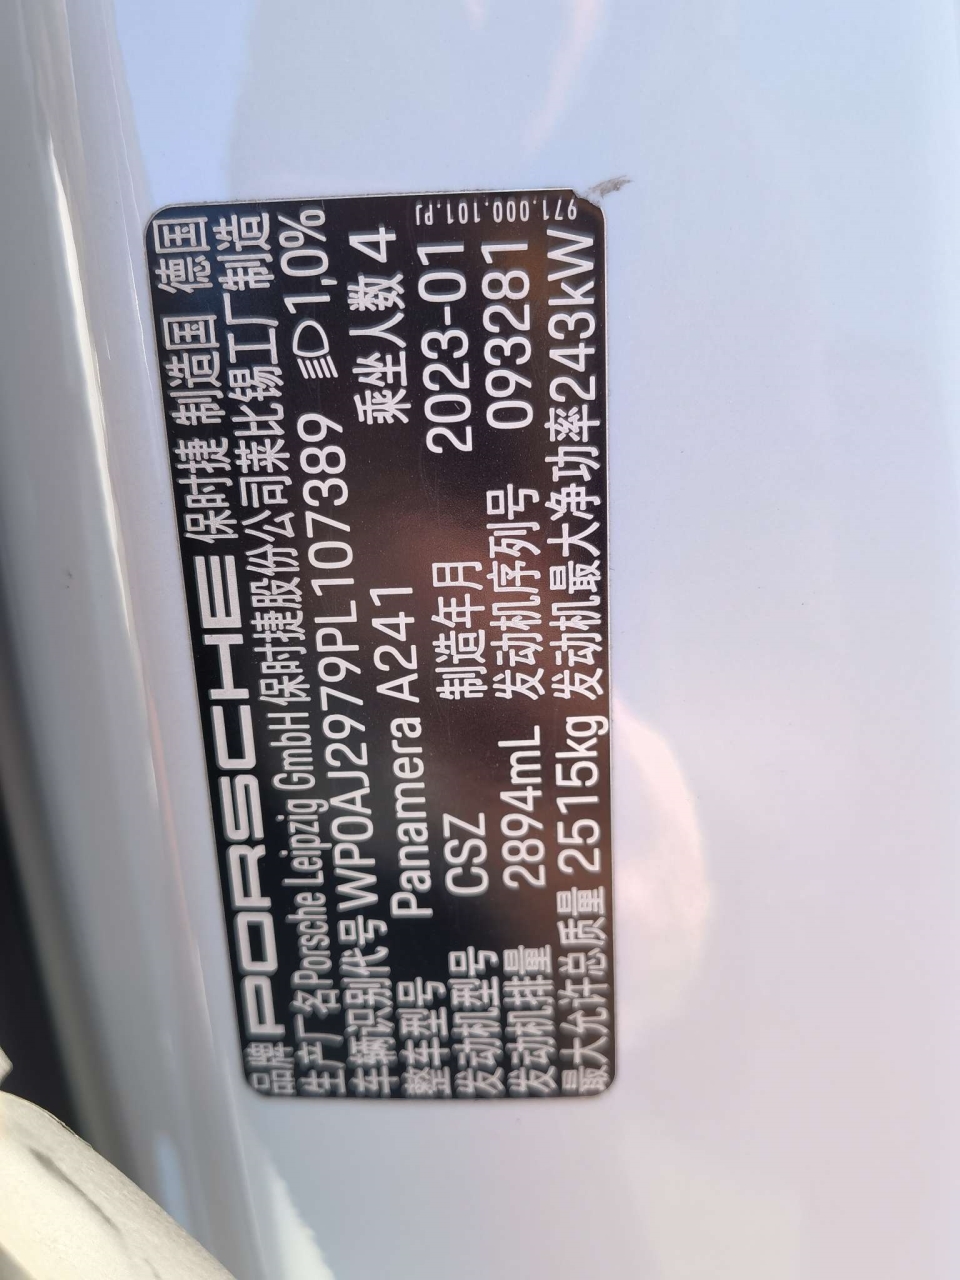 品牌 PORSCHE 保时捷 制造国 德国
生产厂名 Porsche Leipzig GmbH 保时捷股份公司莱比锡工厂制造
车辆识别代号 WP0AJ2979PL107389 1,0%
整车型号 Panamera A241 乘坐人数 4
发动机型号 CSZ 制造年月 2023-01
发动机排量 2894mL 发动机序列号 093281
最大允许总质量 2515kg 发动机最大净功率 243kW
971.000.101.PJ